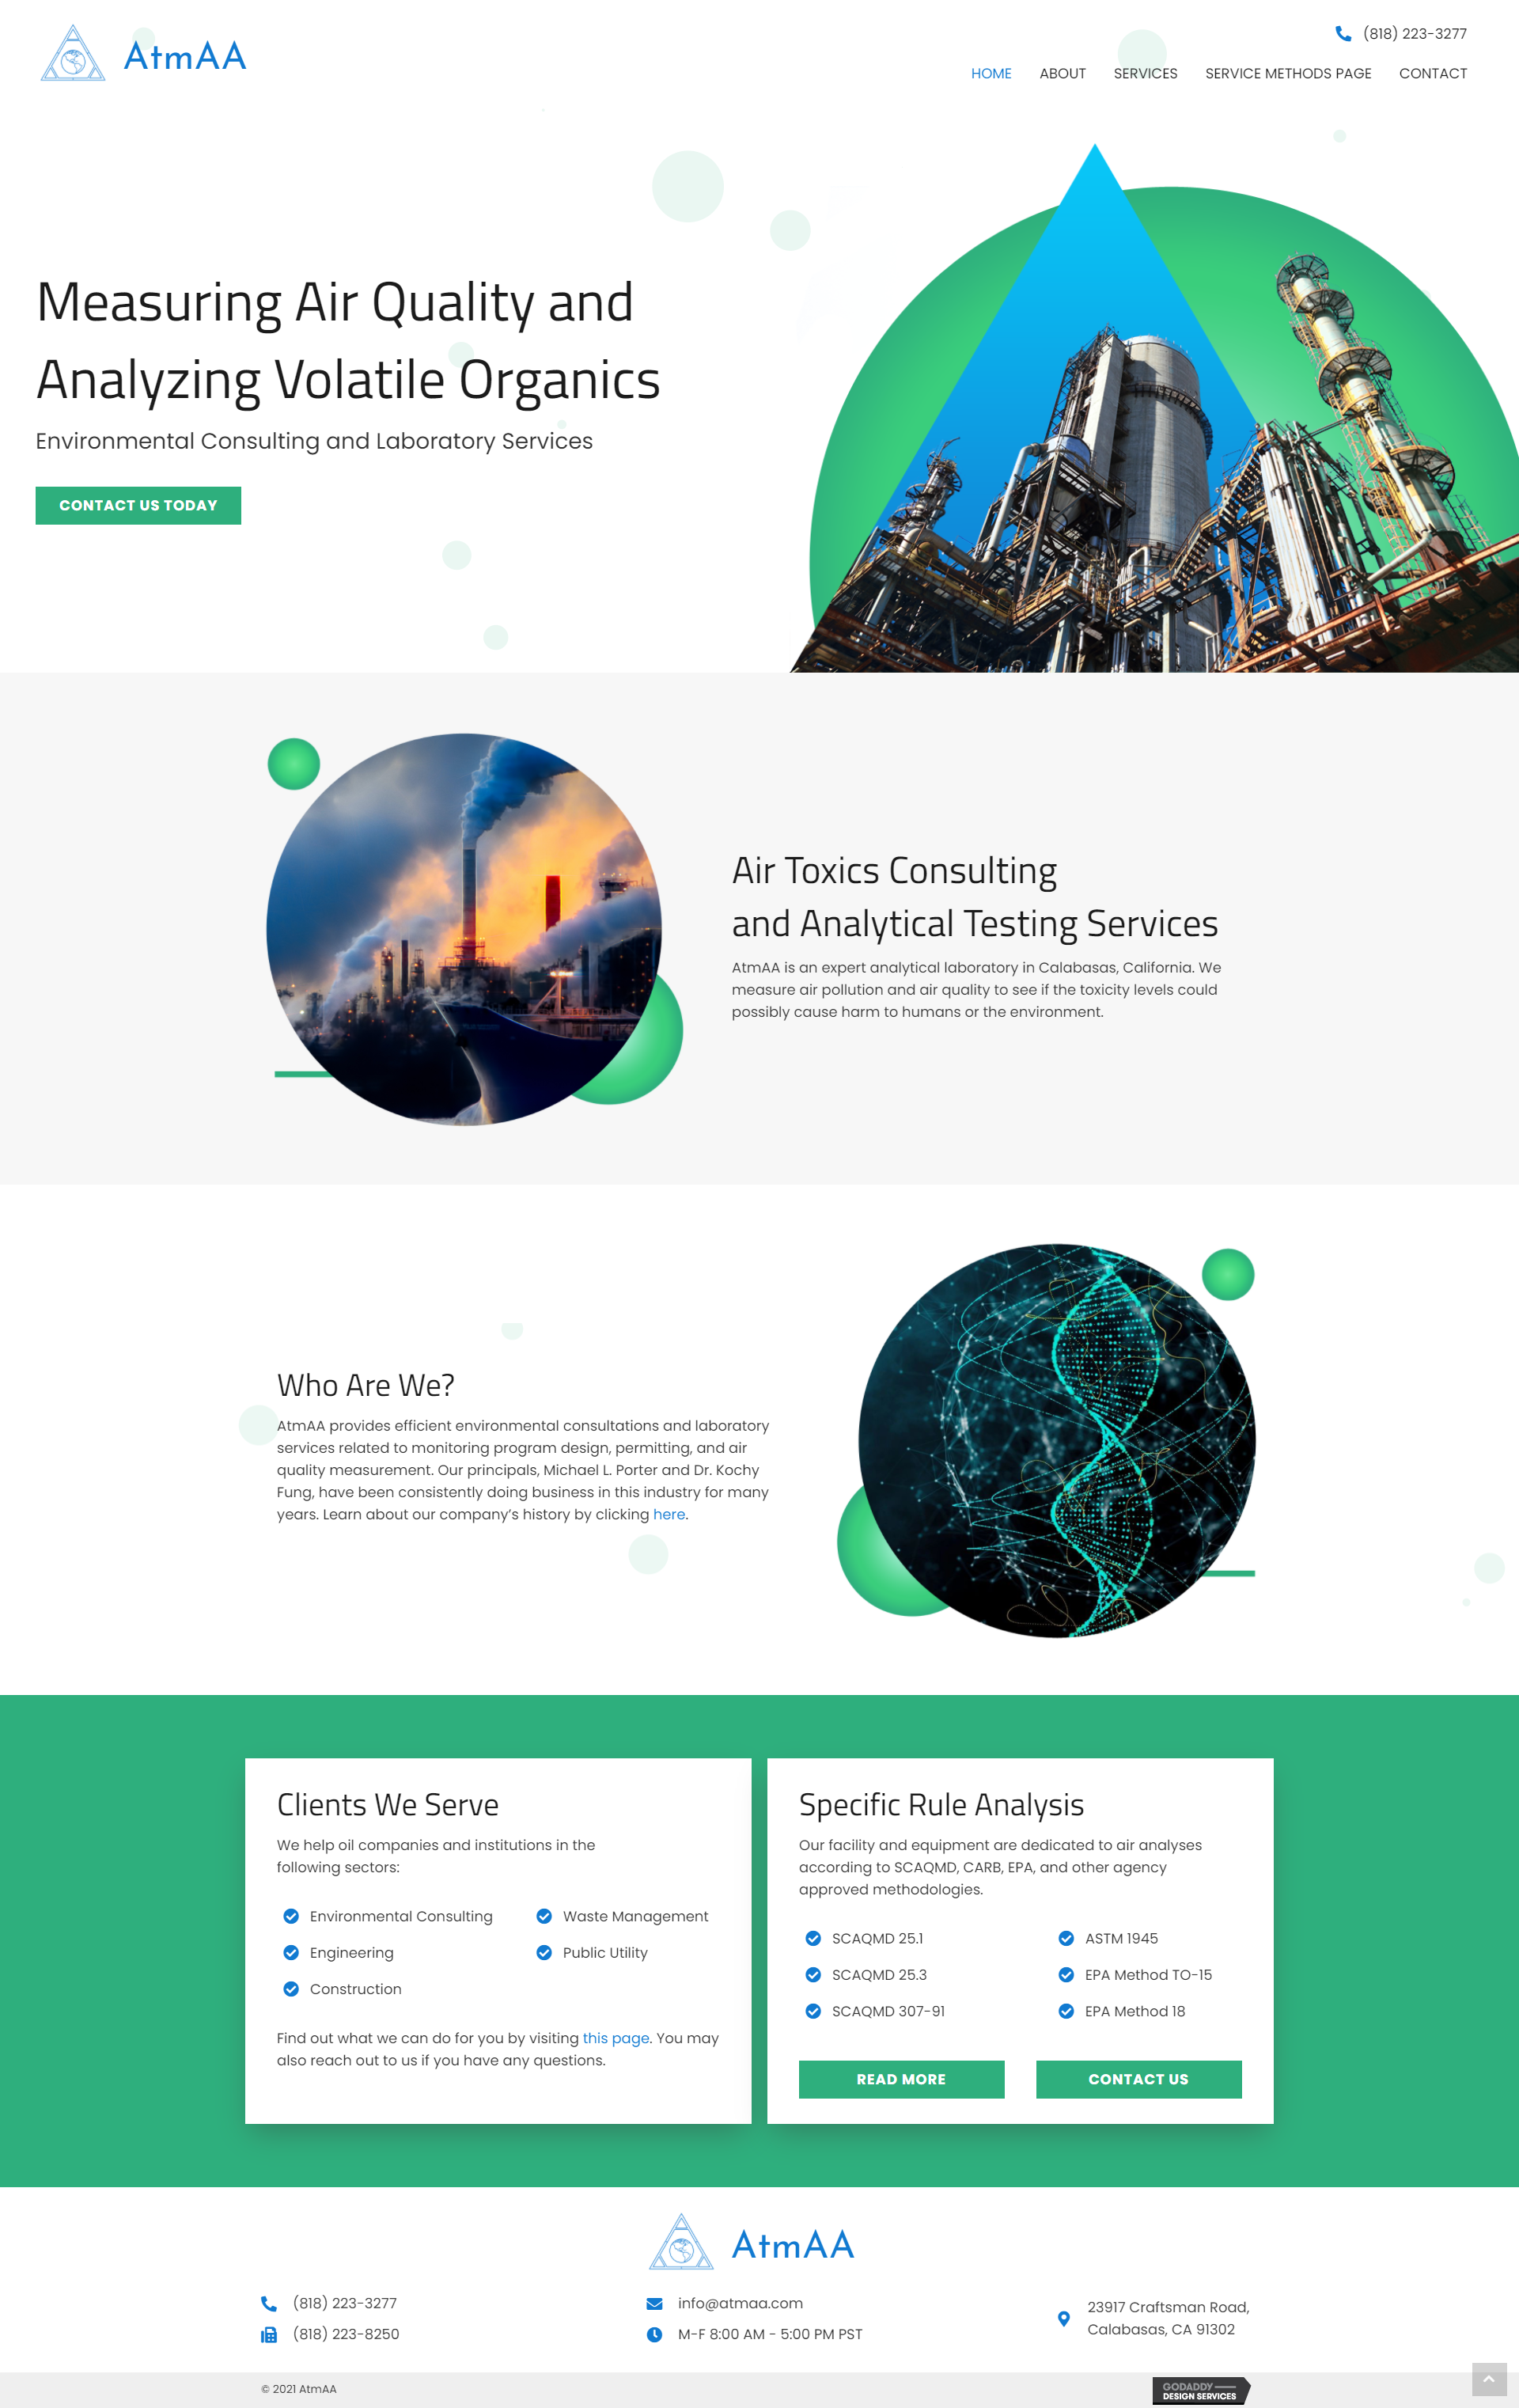 AtmAA
(818) 223-3277
HOME ABOUT SERVICES SERVICE METHODS PAGE CONTACT
Measuring Air Quality and
Analyzing Volatile Organics
Environmental Consulting and Laboratory Services
CONTACT US TODAY
Air Toxics Consulting
and Analytical Testing Services
AtmAA is an expert analytical laboratory in Calabasas, California. We
measure air pollution and air quality to see if the toxicity levels could
possibly cause harm to humans or the environment.
Who Are We?
AtmAA provides efficient environmental consultations and laboratory
services related to monitoring program design, permitting, and air
quality measurement. Our principals, Michael L. Porter and Dr. Kochy
Fung, have been consistently doing business in this industry for many
years. Learn about our company’s history by clicking here.
Clients We Serve
We help oil companies and institutions in the
following sectors:
Environmental Consulting
Engineering
Construction
Waste Management
Public Utility
Find out what we can do for you by visiting this page. You may
also reach out to us if you have any questions.
Specific Rule Analysis
Our facility and equipment are dedicated to air analyses
according to SCAQMD, CARB, EPA, and other agency
approved methodologies.
SCAQMD 25.1
SCAQMD 25.3
SCAQMD 307-91
ASTM 1945
EPA Method TO-15
EPA Method 18
READ MORE
CONTACT US
AtmAA
(818) 223-3277
(818) 223-8250
info@atmaa.com
M-F 8:00 AM - 5:00 PM PST
23917 Craftsman Road,
Calabasas, CA 91302
© 2021 AtmAA
GODADDY
DESIGN SERVICES